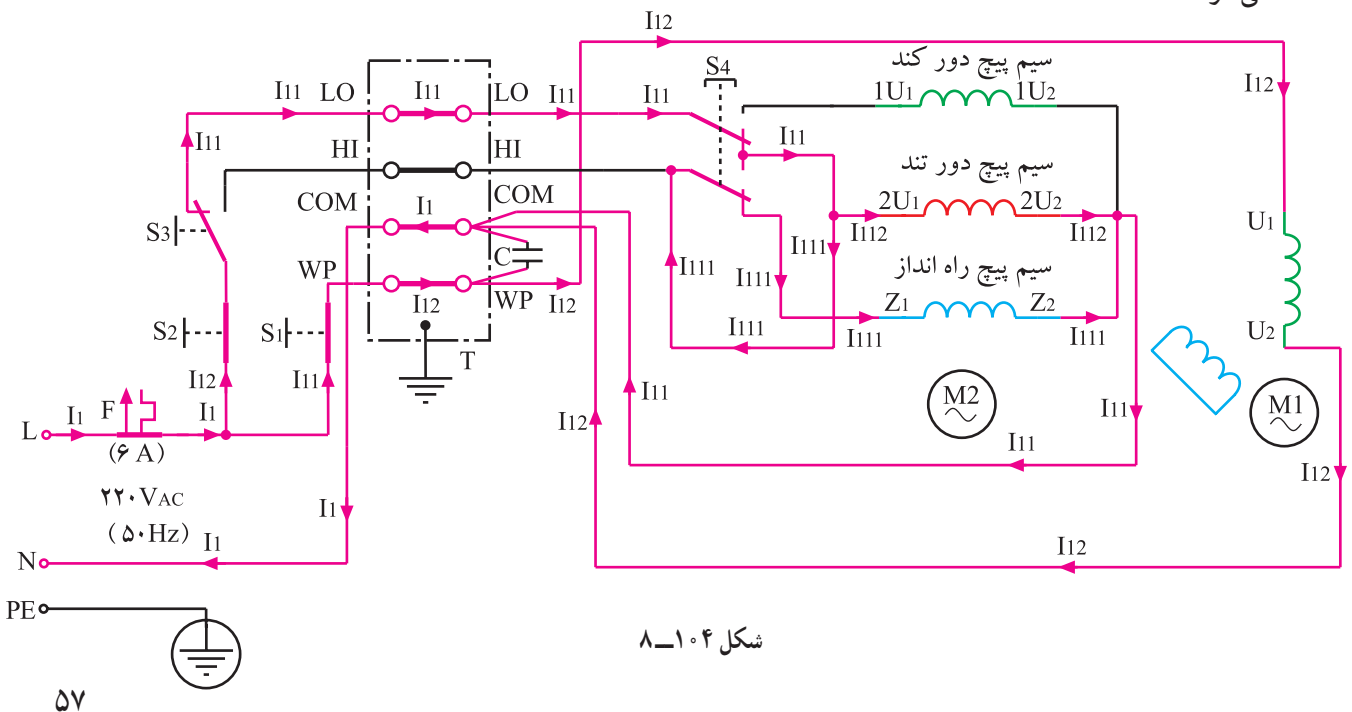 I12
سیم پیچ دور کند
S4
1U1 1U2
I12 I12
I11 LO I11 LO I11 I11
I11 HI HI I11
سیم پیچ دور تند
COM I1 COM
2U1 2U2
U1
S3 I111 I112 I112
C I111 I111
سیم پیچ راه انداز
WP I12 WP I12
Z1 Z2
U2
S2 S1 I111 I111 I111
T
I12 I11 I11 M2 M1
L I1 F I1 I12 I11
(۶ A)
I11 I12
۲۲۰VAC
I1
(۵۰Hz)
N I1 I12
PE
شکل ۱۰۴ــ۸
۵۷